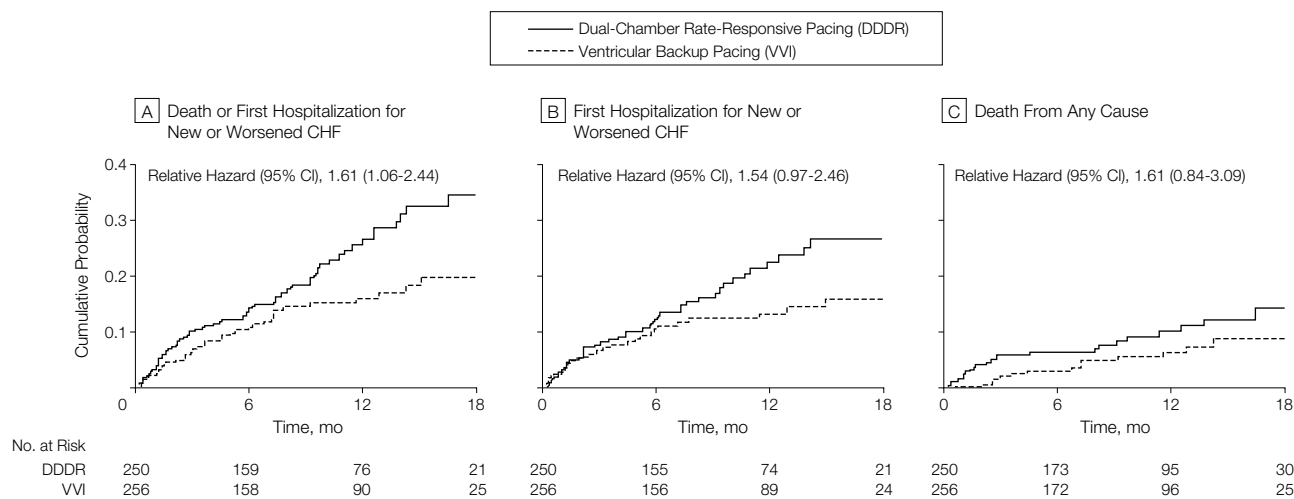 Dual-Chamber Rate-Responsive Pacing (DDDR)
Ventricular Backup Pacing (VVI)
A Death or First Hospitalization for
New or Worsened CHF
B First Hospitalization for New or
Worsened CHF
C Death From Any Cause
Relative Hazard (95% CI), 1.61 (1.06-2.44)
Relative Hazard (95% CI), 1.54 (0.97-2.46)
Relative Hazard (95% CI), 1.61 (0.84-3.09)
Cumulative Probability
0.4
0.3
0.2
0.1
0 6 12 18
0 6 12 18
0 6 12 18
Time, mo
Time, mo
Time, mo
No. at Risk
DDDR 250 159 76 21 250 155 74 21 250 173 95 30
VVI 256 158 90 25 256 156 89 24 256 172 96 25